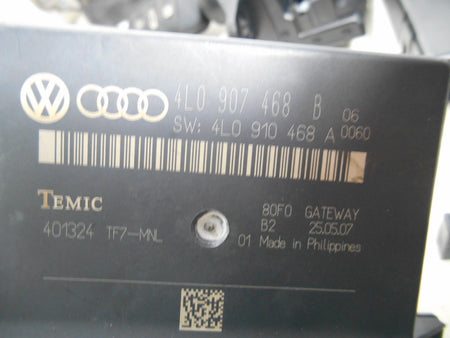 4L0 907 468 B 06
SW: 4L0 910 468 A 0060
TEMIC
80F0 GATEWAY
401324 TF7-MNL
B2 25.05.07
01 Made in Philippines